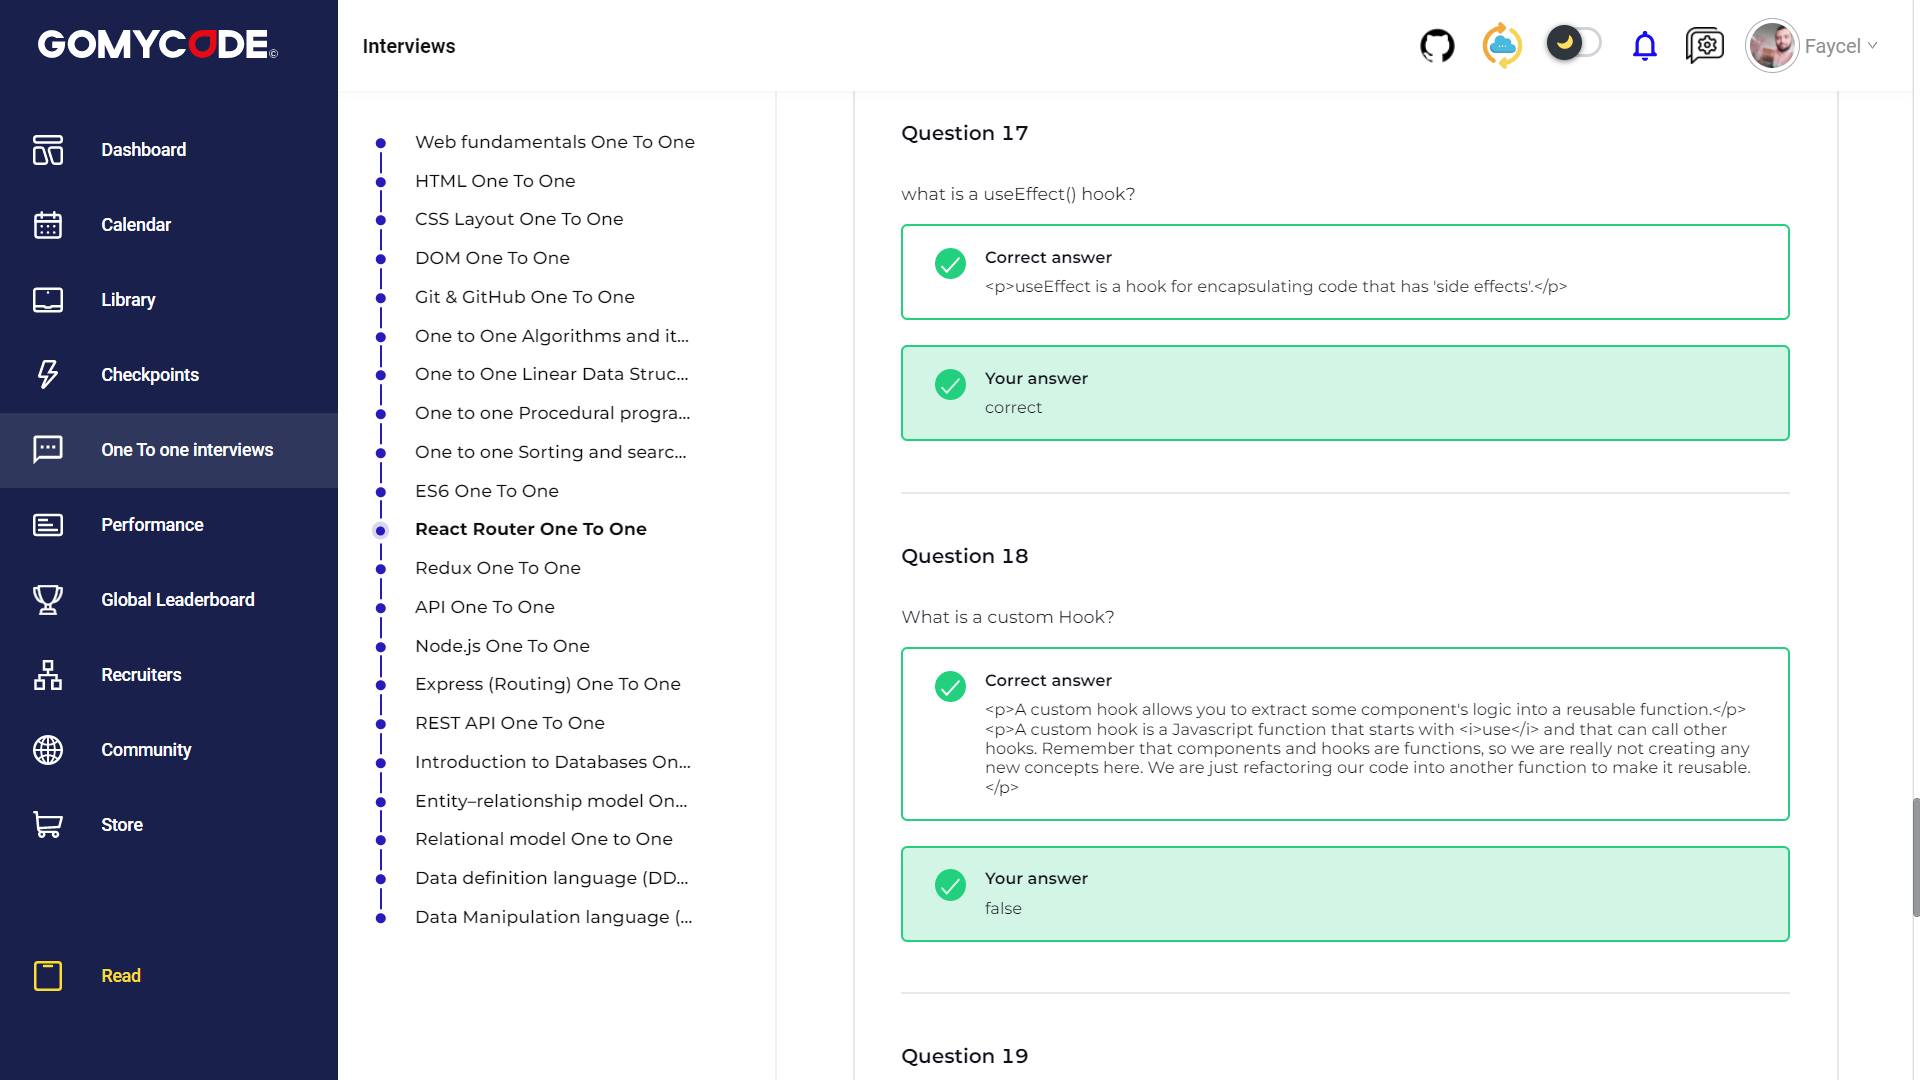 GOMYCODE©
Interviews
Faycel
Dashboard
Calendar
Library
Checkpoints
One To one interviews
Performance
Global Leaderboard
Recruiters
Community
Store
Read
Web fundamentals One To One
HTML One To One
CSS Layout One To One
DOM One To One
Git & GitHub One To One
One to One Algorithms and it...
One to One Linear Data Struc...
One to one Procedural progra...
One to one Sorting and searc...
ES6 One To One
React Router One To One
Redux One To One
API One To One
Node.js One To One
Express (Routing) One To One
REST API One To One
Introduction to Databases On...
Entity–relationship model On...
Relational model One to One
Data definition language (DD...
Data Manipulation language (...
Question 17
what is a useEffect() hook?
Correct answer
<p>useEffect is a hook for encapsulating code that has 'side effects'.</p>
Your answer
correct
Question 18
What is a custom Hook?
Correct answer
<p>A custom hook allows you to extract some component's logic into a reusable function.</p>
<p>A custom hook is a Javascript function that starts with <i>use</i> and that can call other
hooks. Remember that components and hooks are functions, so we are really not creating any
new concepts here. We are just refactoring our code into another function to make it reusable.
</p>
Your answer
false
Question 19